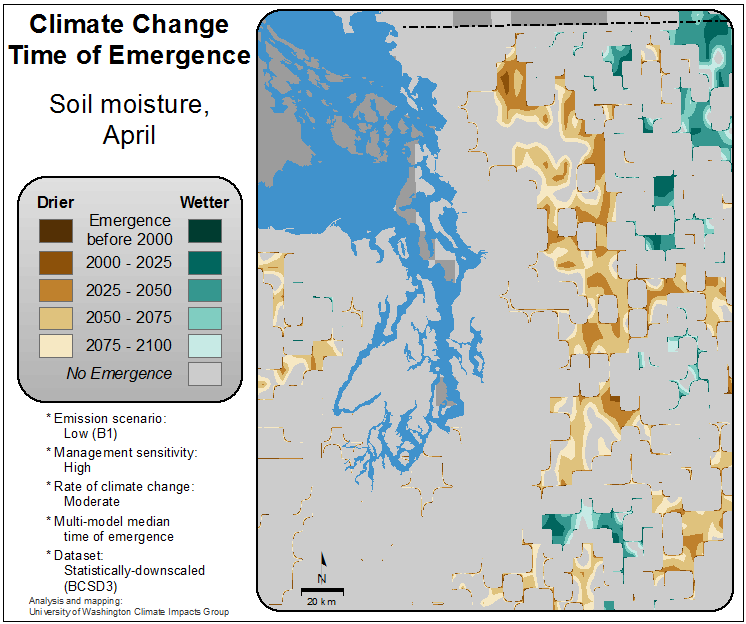 Climate Change
Time of Emergence
Soil moisture,
April
Drier Wetter
Emergence
before 2000
2000 - 2025
2025 - 2050
2050 - 2075
2075 - 2100
No Emergence
* Emission scenario:
Low (B1)
* Management sensitivity:
High
* Rate of climate change:
Moderate
* Multi-model median
time of emergence
* Dataset:
Statistically-downscaled
(BCSD3)
Analysis and mapping:
University of Washington Climate Impacts Group
N
20 km